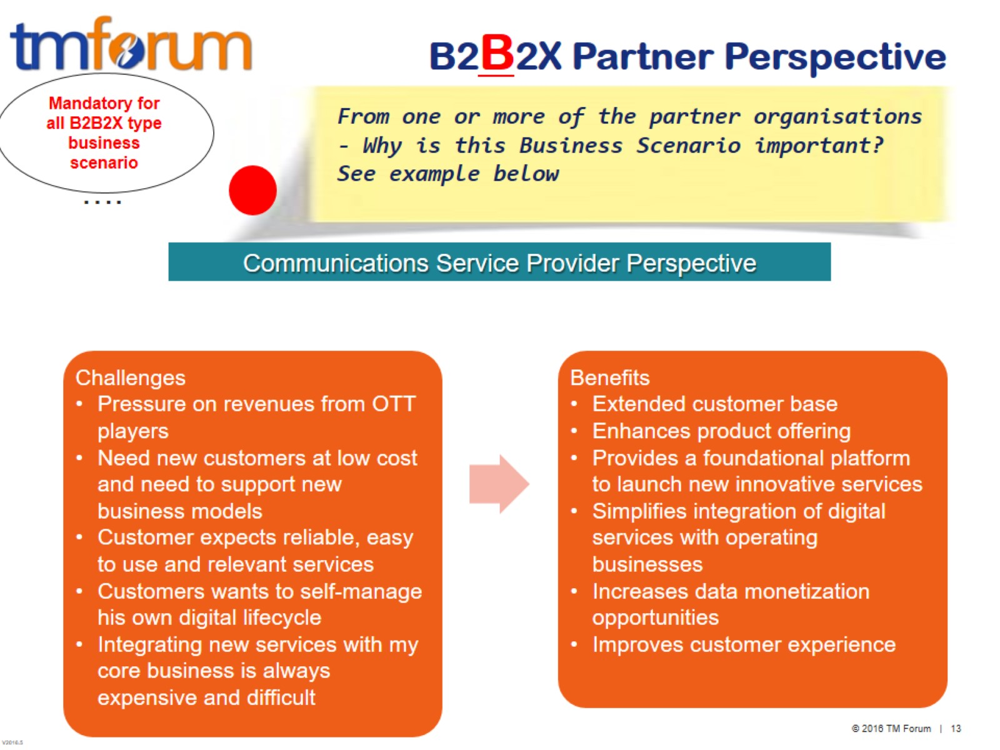 tmforum
B2B2X Partner Perspective
Mandatory for
all B2B2X type
business
scenario
....
From one or more of the partner organisations
- Why is this Business Scenario important?
See example below
Communications Service Provider Perspective
Challenges
• Pressure on revenues from OTT
players
• Need new customers at low cost
and need to support new
business models
• Customer expects reliable, easy
to use and relevant services
• Customers wants to self-manage
his own digital lifecycle
• Integrating new services with my
core business is always
expensive and difficult
Benefits
• Extended customer base
• Enhances product offering
• Provides a foundational platform
to launch new innovative services
• Simplifies integration of digital
services with operating
businesses
• Increases data monetization
opportunities
• Improves customer experience
© 2016 TM Forum | 13
V2016.5